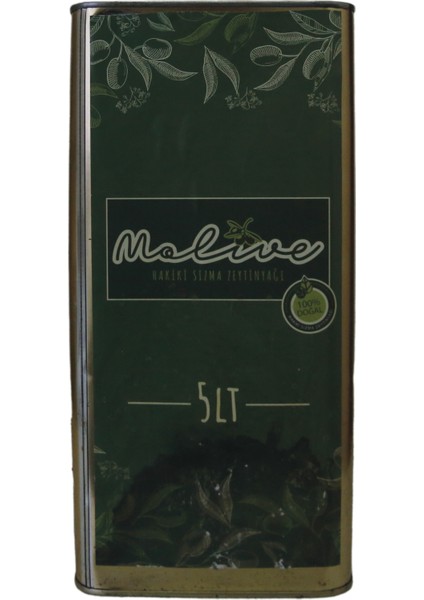 Molive
HAKİKİ SIZMA ZEYTİNYAĞI
100%
DOĞAL
5LT